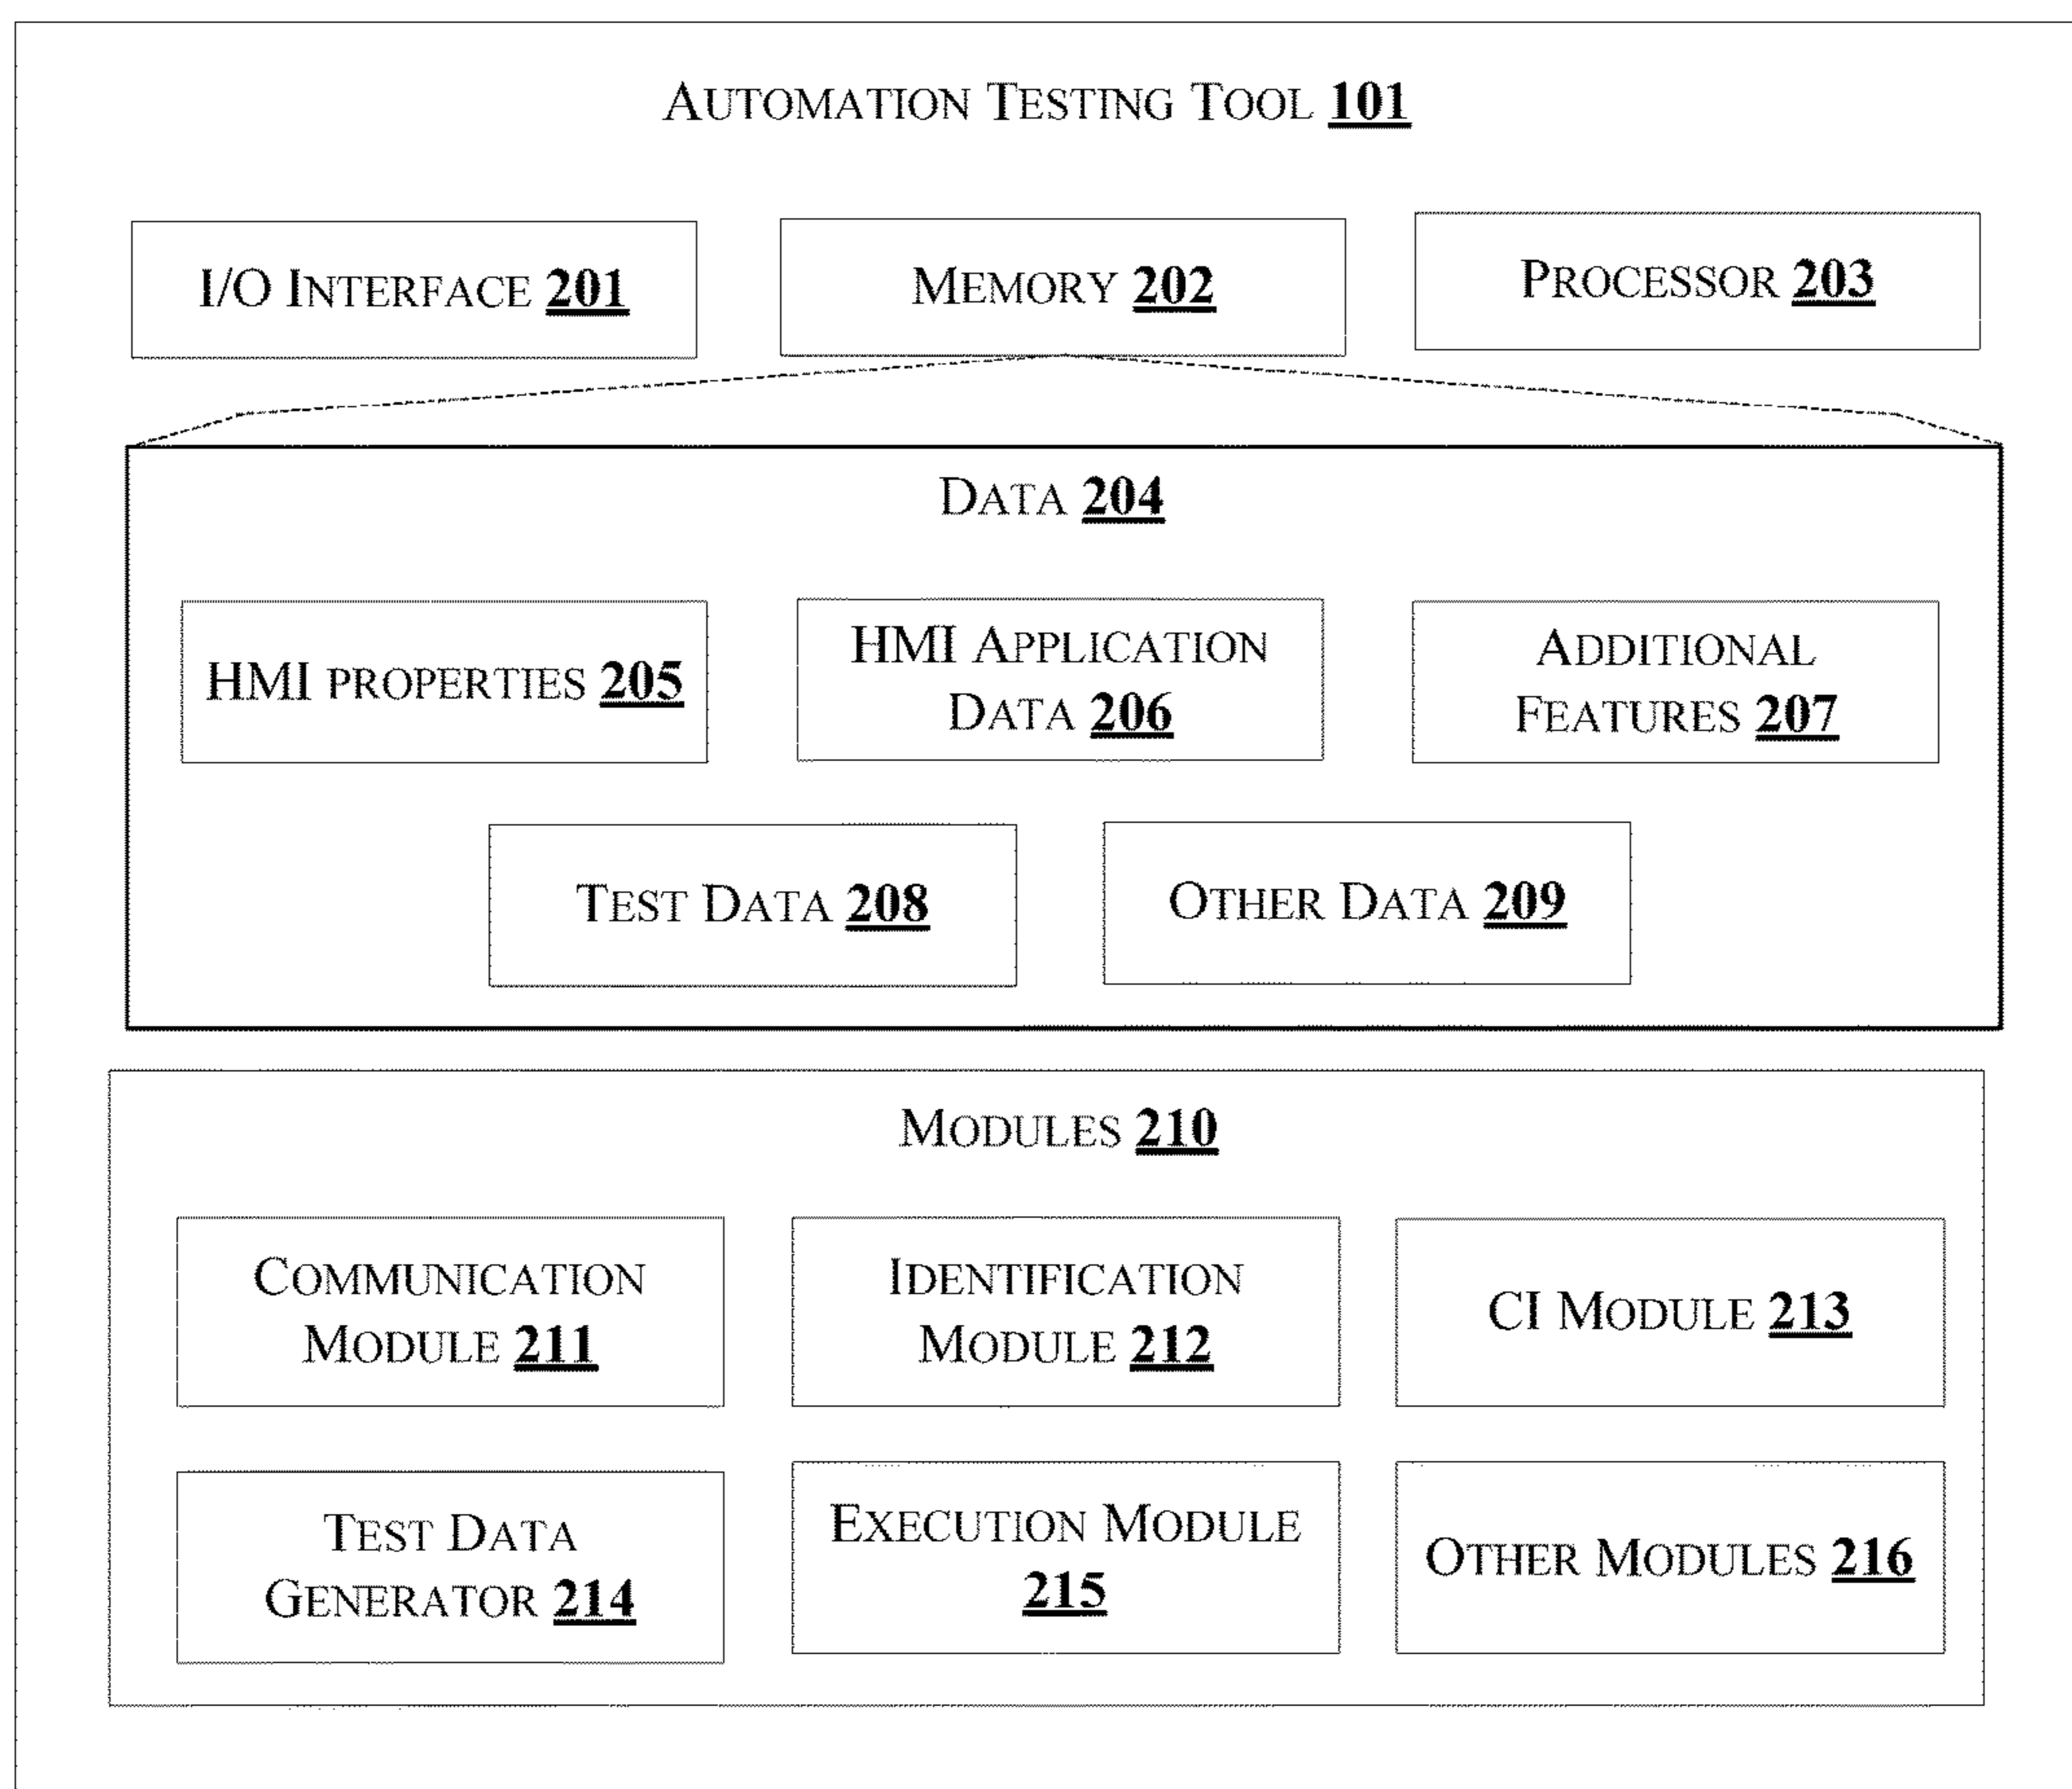 AUTOMATION TESTING TOOL 101
I/O INTERFACE 201
MEMORY 202
PROCESSOR 203
DATA 204
HMI PROPERTIES 205
HMI APPLICATION
DATA 206
ADDITIONAL
FEATURES 207
TEST DATA 208
OTHER DATA 209
MODULES 210
COMMUNICATION
MODULE 211
IDENTIFICATION
MODULE 212
CI MODULE 213
TEST DATA
GENERATOR 214
EXECUTION MODULE
215
OTHER MODULES 216